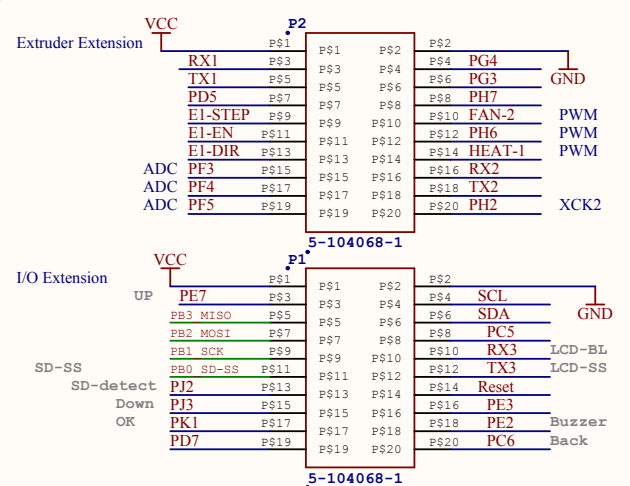 VCC P2
Extruder Extension P$1 P$1 P$2 P$2
RX1 P$3 P$3 P$4 P$4 PG4 GND
TX1 P$5 P$5 P$6 P$6 PG3
PD5 P$7 P$7 P$8 P$8 PH7
E1-STEP P$9 P$9 P$10 P$10 FAN-2 PWM
E1-EN P$11 P$11 P$12 P$12 PH6 PWM
E1-DIR P$13 P$13 P$14 P$14 HEAT-1 PWM
ADC PF3 P$15 P$15 P$16 P$16 RX2
ADC PF4 P$17 P$17 P$18 P$18 TX2
ADC PF5 P$19 P$19 P$20 P$20 PH2 XCK2
5-104068-1
VCC P1
I/O Extension P$1 P$1 P$2 P$2
UP PE7 P$3 P$3 P$4 P$4 SCL GND
PB3 MISO P$5 P$5 P$6 P$6 SDA
PB2 MOSI P$7 P$7 P$8 P$8 PC5
PB1 SCK P$9 P$9 P$10 P$10 RX3 LCD-BL
SD-SS PB0 SD-SS P$11 P$11 P$12 P$12 TX3 LCD-SS
SD-detect PJ2 P$13 P$13 P$14 P$14 Reset
Down PJ3 P$15 P$15 P$16 P$16 PE3
OK PK1 P$17 P$17 P$18 P$18 PE2 Buzzer
PD7 P$19 P$19 P$20 P$20 PC6 Back
5-104068-1